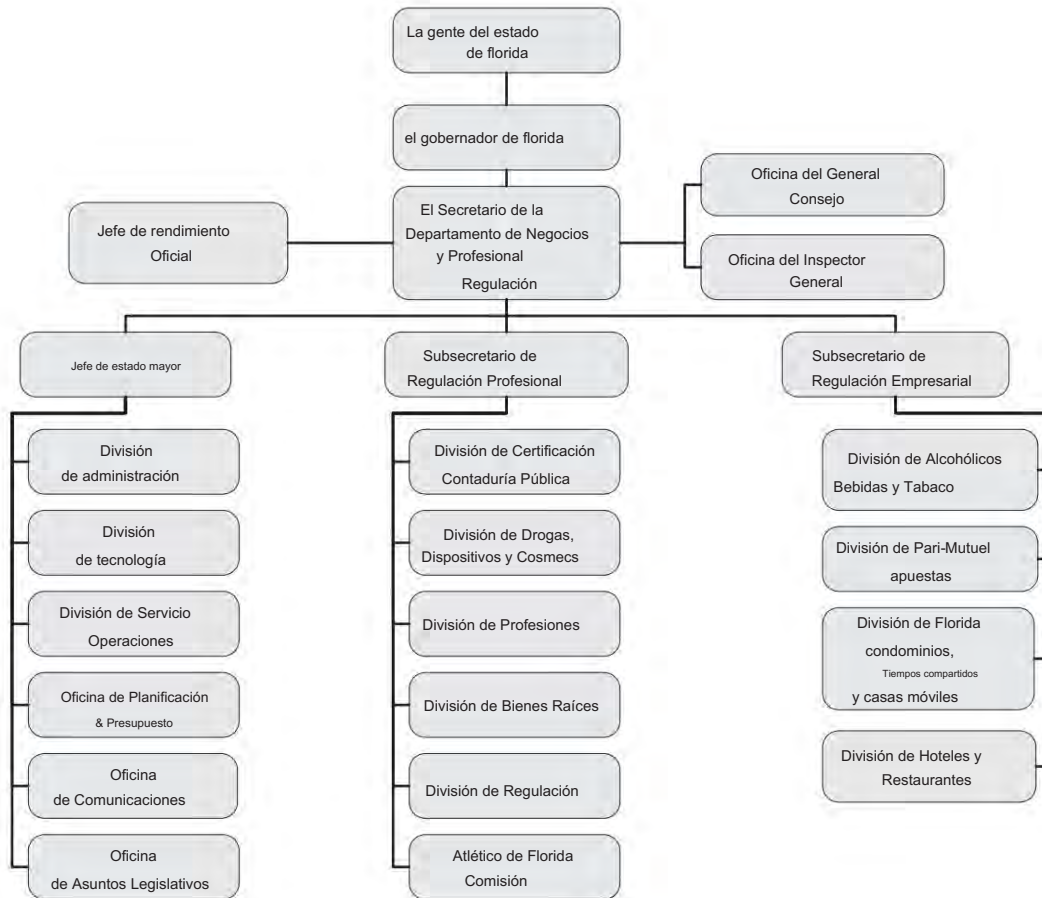 La gente del estado
de florida
el gobernador de florida
Oficina del General
Consejo
Jefe de rendimiento
Oficial
El Secretario de la
Departamento de Negocios
y Profesional
Regulación
Oficina del Inspector
General
Jefe de estado mayor
Subsecretario de
Regulación Profesional
Subsecretario de
Regulación Empresarial
División
de administración
División
de tecnología
División de Servicio
Operaciones
Oficina de Planificación
& Presupuesto
Oficina
de Comunicaciones
Oficina
de Asuntos Legislativos
División de Certificación
Contaduría Pública
División de Drogas,
Dispositivos y Cosmecs
División de Profesiones
División de Bienes Raíces
División de Regulación
Atlético de Florida
Comisión
División de Alcohólicos
Bebidas y Tabaco
División de Pari-Mutuel
apuestas
División de Florida
condominios,
Tiempos compartidos
y casas móviles
División de Hoteles y
Restaurantes